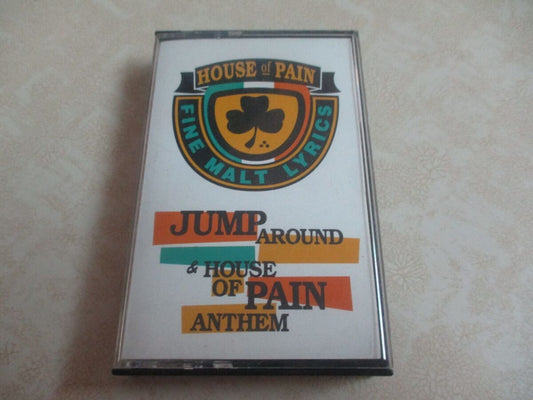 HOUSE of PAIN
FINE MALT LYRICS
JUMP
AROUND
& HOUSE
OF PAIN
ANTHEM